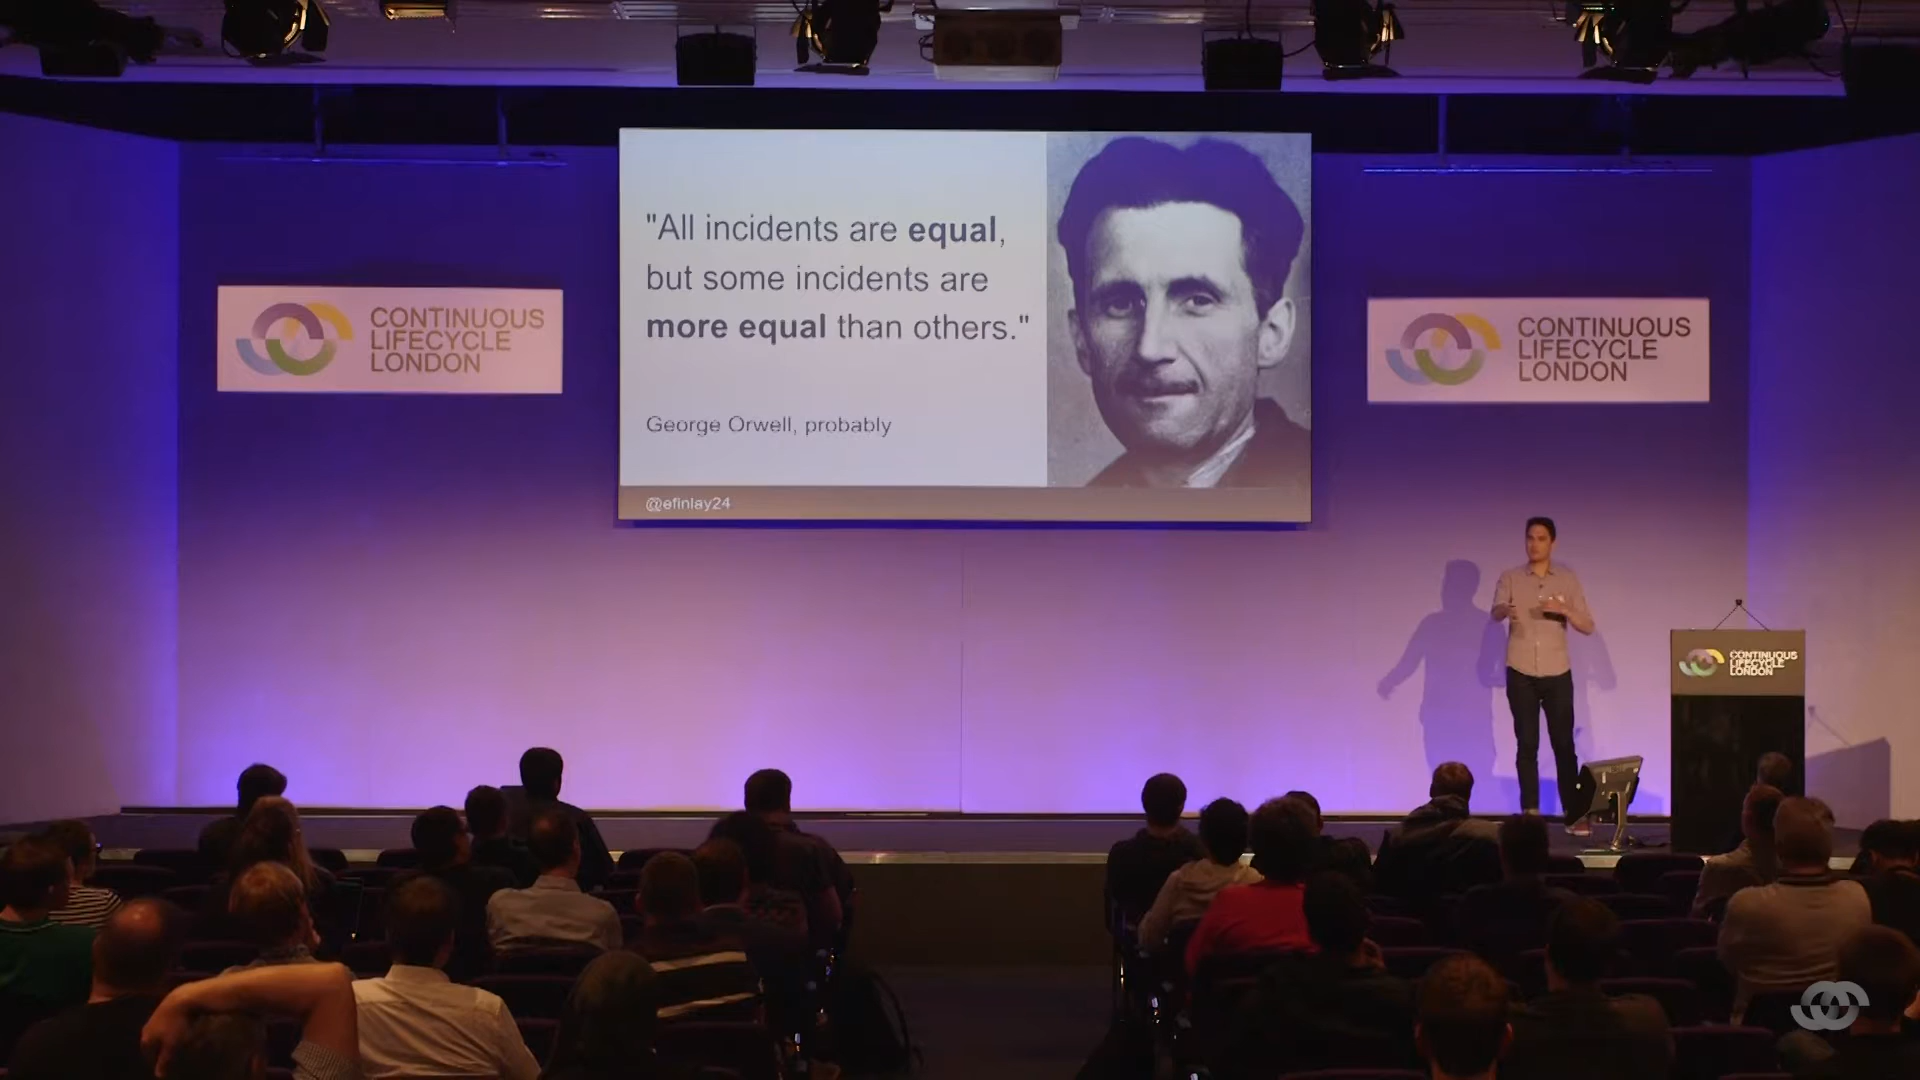 "All incidents are equal,
but some incidents are
more equal than others."
George Orwell, probably
@efinlay24
CONTINUOUS
LIFECYCLE
LONDON
CONTINUOUS
LIFECYCLE
LONDON
CONTINUOUS
LIFECYCLE
LONDON